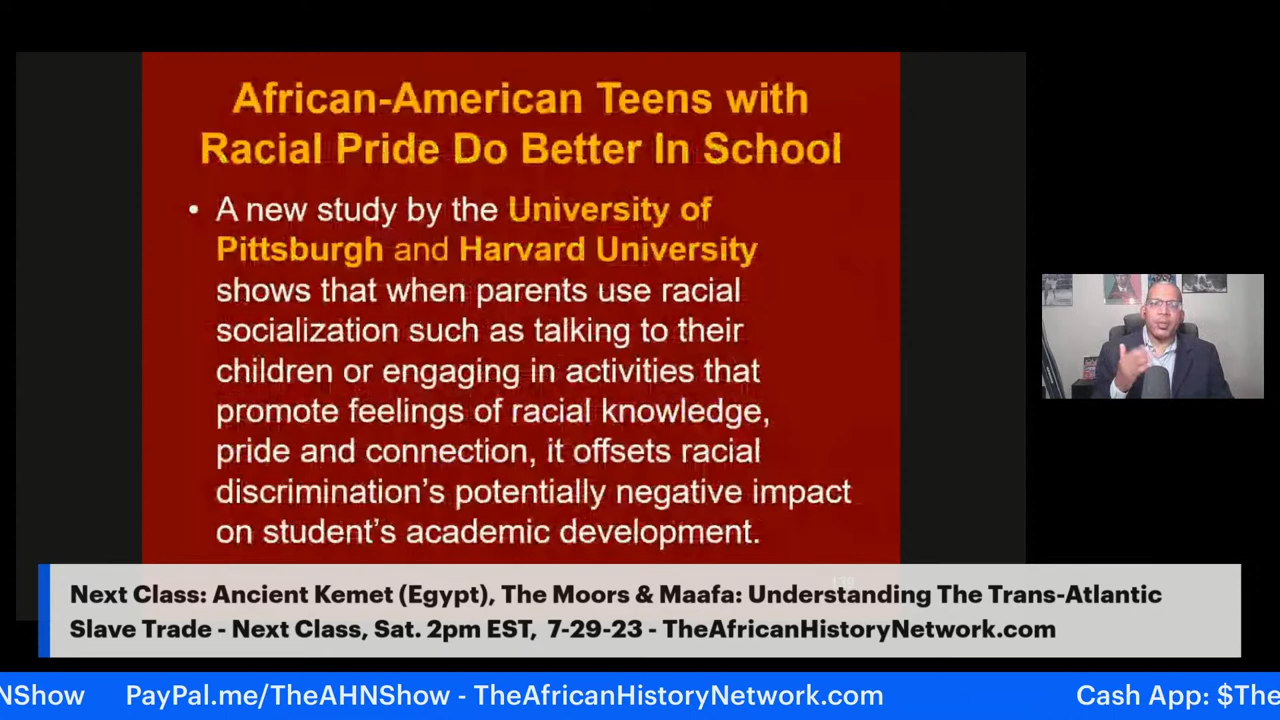 African-American Teens with
Racial Pride Do Better In School
• A new study by the University of
Pittsburgh and Harvard University
shows that when parents use racial
socialization such as talking to their
children or engaging in activities that
promote feelings of racial knowledge,
pride and connection, it offsets racial
discrimination's potentially negative impact
on student's academic development.
139
Next Class: Ancient Kemet (Egypt), The Moors & Maafa: Understanding The Trans-Atlantic
Slave Trade - Next Class, Sat. 2pm EST, 7-29-23 - TheAfricanHistoryNetwork.com
NShow PayPal.me/TheAHNShow - TheAfricanHistoryNetwork.com Cash App: $The